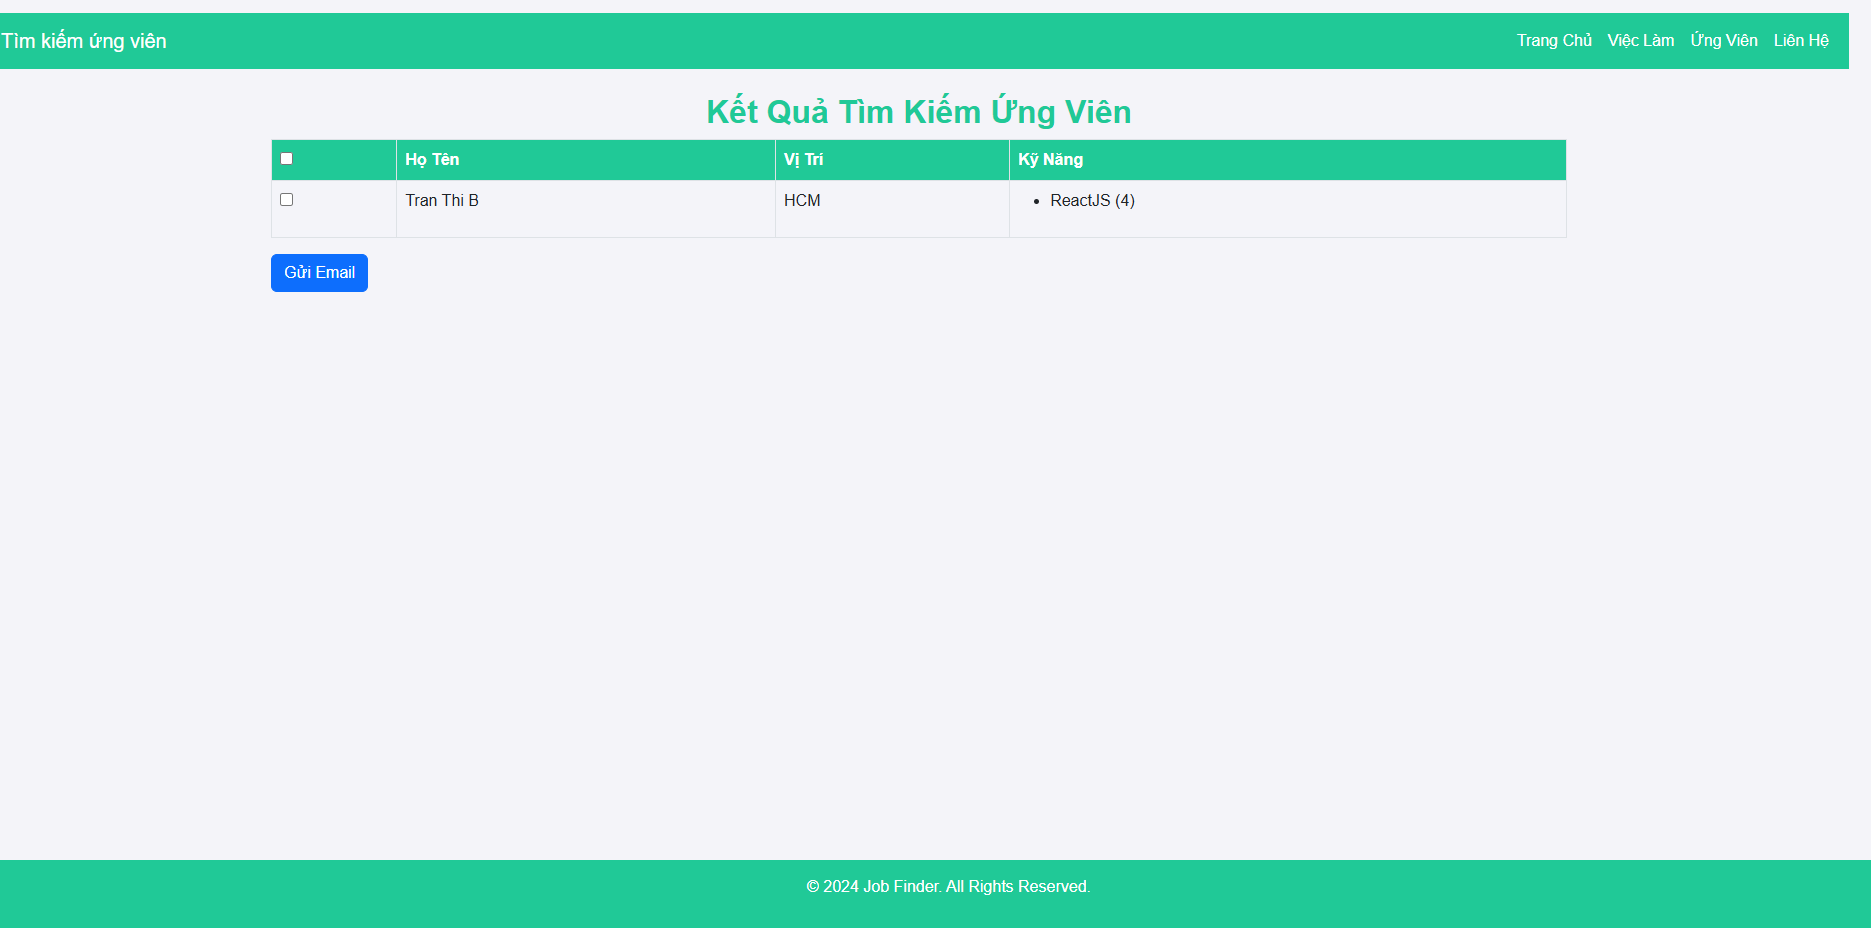 Tìm kiếm ứng viên
Trang Chủ Việc Làm Ứng Viên Liên Hệ
Kết Quả Tìm Kiếm Ứng Viên
Họ Tên Vị Trí Kỹ Năng
Tran Thi B HCM • ReactJS (4)
Gửi Email
© 2024 Job Finder. All Rights Reserved.